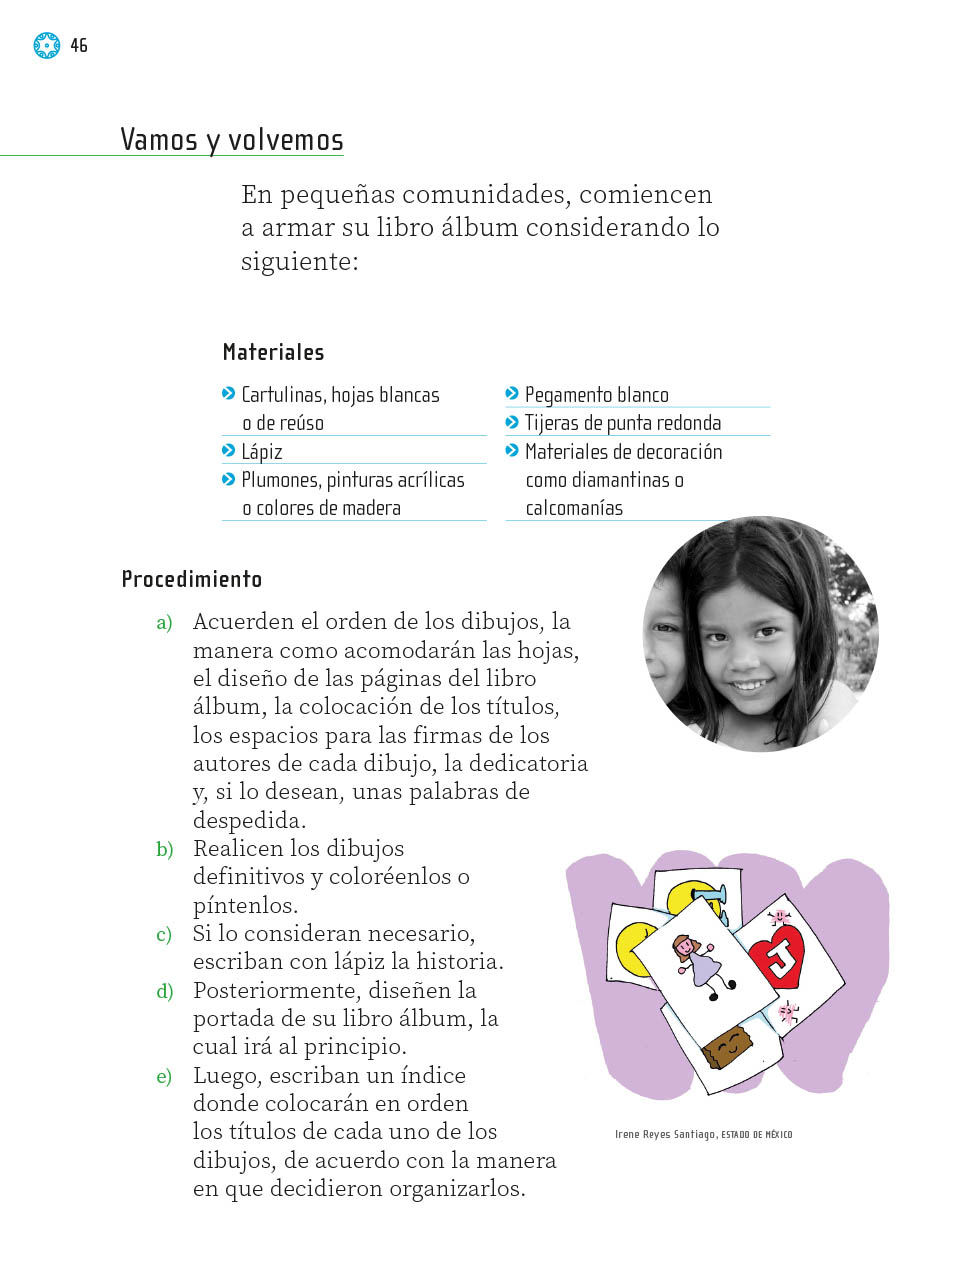 46
Vamos y volvemos
En pequeñas comunidades, comiencen
a armar su libro álbum considerando lo
siguiente:
Materiales
Cartulinas, hojas blancas
o de reúso
Lápiz
Plumones, pinturas acrílicas
o colores de madera
Pegamento blanco
Tijeras de punta redonda
Materiales de decoración
como diamantinas o
calcomanías
Procedimiento
a) Acuerden el orden de los dibujos, la
manera como acomodarán las hojas,
el diseño de las páginas del libro
álbum, la colocación de los títulos,
los espacios para las firmas de los
autores de cada dibujo, la dedicatoria
y, si lo desean, unas palabras de
despedida.
b) Realicen los dibujos
definitivos y coloréenlos o
píntenlos.
c) Si lo consideran necesario,
escriban con lápiz la historia.
d) Posteriormente, diseñen la
portada de su libro álbum, la
cual irá al principio.
e) Luego, escriban un índice
donde colocarán en orden
los títulos de cada uno de los
dibujos, de acuerdo con la manera
en que decidieron organizarlos.
J
Irene Reyes Santiago, ESTADO DE MÉXICO